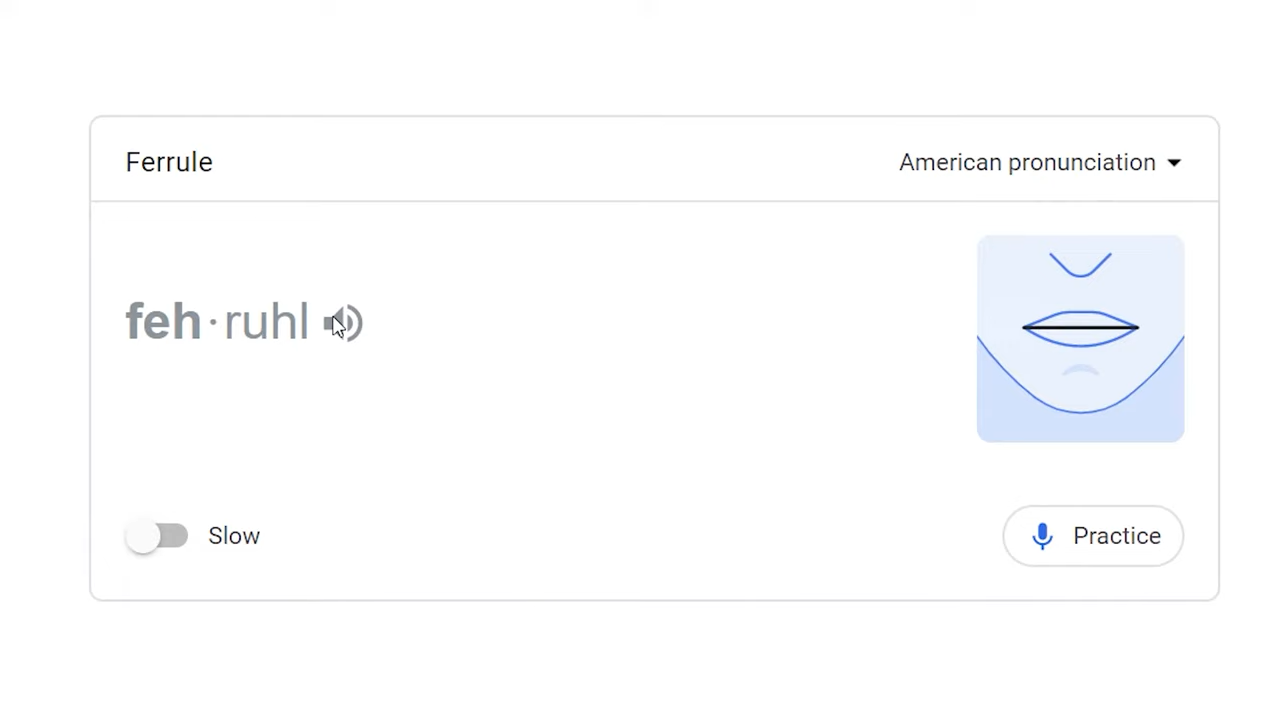 Ferrule
American pronunciation
feh·ruhl
Slow
Practice